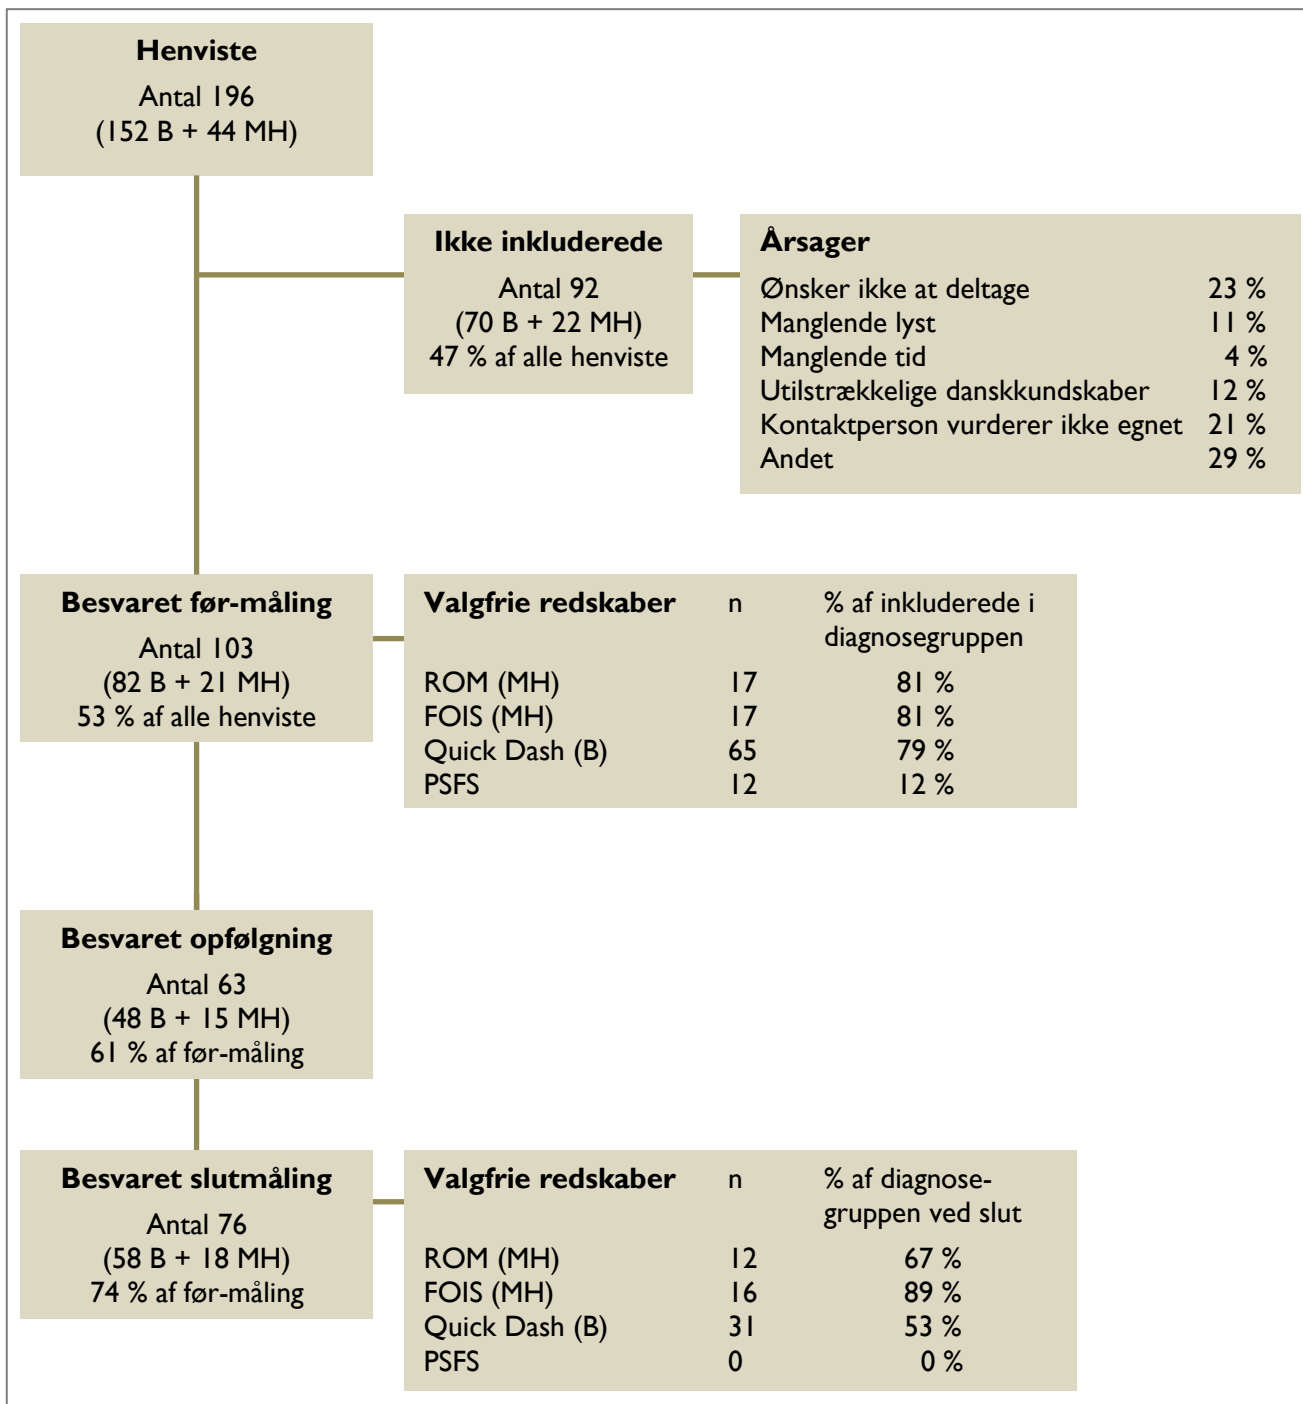 Henviste
Antal 196
(152 B + 44 MH)
Ikke inkluderede
Antal 92
(70 B + 22 MH)
47 % af alle henviste
Årsager
Ønsker ikke at deltage 23 %
Manglende lyst 11 %
Manglende tid 4 %
Utilstrækkelige danskkundskaber 12 %
Kontaktperson vurderer ikke egnet 21 %
Andet 29 %
Besvaret før-måling
Antal 103
(82 B + 21 MH)
53 % af alle henviste
Valgfrie redskaber n % af inkluderede i
diagnosegruppen
ROM (MH) 17 81 %
FOIS (MH) 17 81 %
Quick Dash (B) 65 79 %
PSFS 12 12 %
Besvaret opfølgning
Antal 63
(48 B + 15 MH)
61 % af før-måling
Besvaret slutmåling
Antal 76
(58 B + 18 MH)
74 % af før-måling
Valgfrie redskaber n % af diagnose-
gruppen ved slut
ROM (MH) 12 67 %
FOIS (MH) 16 89 %
Quick Dash (B) 31 53 %
PSFS 0 0 %